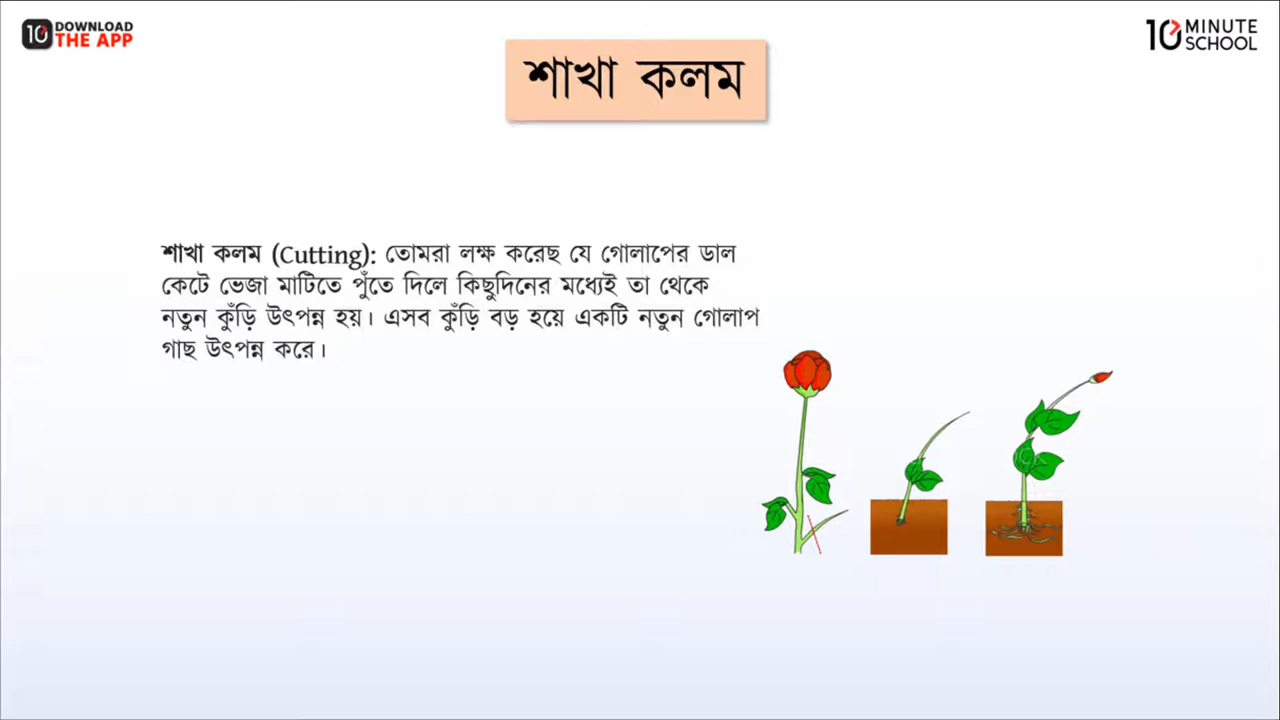 DOWNLOAD
THE APP
10 MINUTE
SCHOOL
শাখা কলম
শাখা কলম (Cutting): তোমরা লক্ষ করেছ যে গোলাপের ডাল
কেটে ভেজা মাটিতে পুঁতে দিলে কিছুদিনের মধ্যেই তা থেকে
নতুন কুঁড়ি উৎপন্ন হয়। এসব কুঁড়ি বড় হয়ে একটি নতুন গোলাপ
গাছ উৎপন্ন করে।